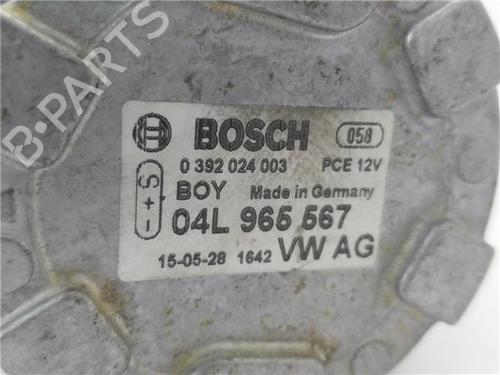 B-PARTS
BOSCH 058
0 392 024 003 PCE 12V
- + S
BOY Made in Germany
04L 965 567
15-05-28 1642 VW AG